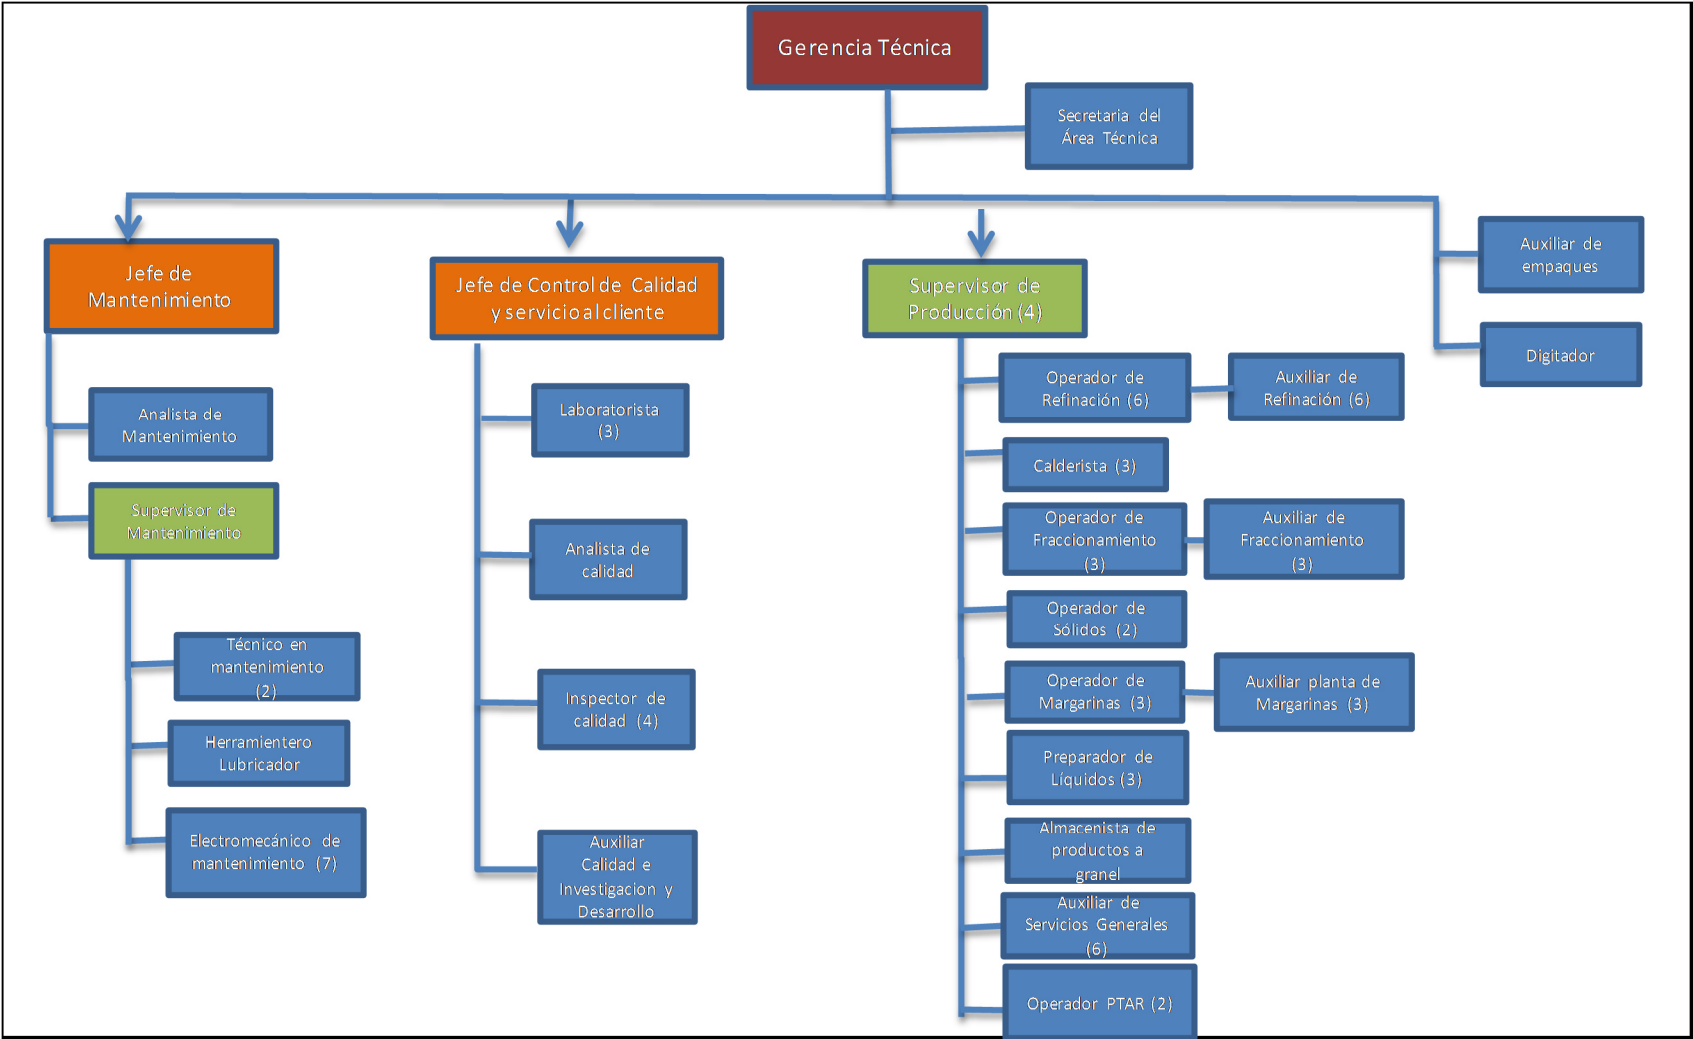 Gerencia Técnica
Secretaria del
Área Técnica
Jefe de
Mantenimiento
Analista de
Mantenimiento
Supervisor de
Mantenimiento
Técnico en
mantenimiento
(2)
Herramientero
Lubricador
Electromecánico de
mantenimiento (7)
Jefe de Control de Calidad
y servicio al cliente
Laboratorista
(3)
Analista de
calidad
Inspector de
calidad (4)
Auxiliar
Calidad e
Investigacion y
Desarrollo
Supervisor de
Producción (4)
Operador de
Refinación (6)
Auxiliar de
Refinación (6)
Calderista (3)
Operador de
Fraccionamiento
(3)
Auxiliar de
Fraccionamiento
(3)
Operador de
Sólidos (2)
Operador de
Margarinas (3)
Auxiliar planta de
Margarinas (3)
Preparador de
Líquidos (3)
Almacenista de
productos a
granel
Auxiliar de
Servicios Generales
(6)
Operador PTAR (2)
Auxiliar de
empaques
Digitador